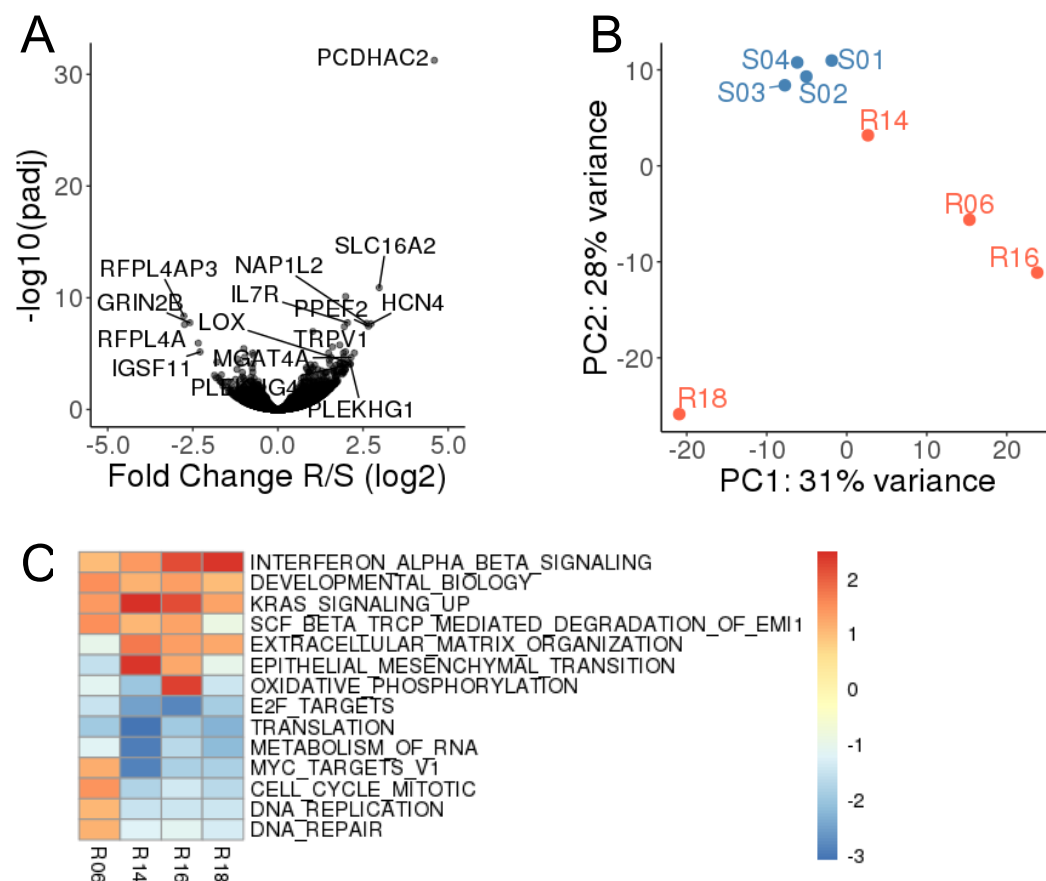 A
-log10(padj)
30
20
10
0
PCDHAC2
SLC16A2
RFPL4AP3
NAP1L2
GRIN2B
IL7R
PPEF2
HCN4
LOX
RFPL4A
TRPV1
IGSF11
MGAT4A
PLEKHG1
-5.0 -2.5 0.0 2.5 5.0
Fold Change R/S (log2)
B
PC2: 28% variance
10
0
-10
-20
S04
S01
S03
S02
R14
R06
R16
R18
-20 -10 0 10 20
PC1: 31% variance
C
INTERFERON_ALPHA_BETA_SIGNALING
DEVELOPMENTAL_BIOLOGY
KRAS_SIGNALING_UP
SCF_BETA_TRCP_MEDIATED_DEGRADATION_OF_EMI1
EXTRACELLULAR_MATRIX_ORGANIZATION
EPITHELIAL_MESENCHYMAL_TRANSITION
OXIDATIVE_PHOSPHORYLATION
E2F_TARGETS
TRANSLATION
METABOLISM_OF_RNA
MYC_TARGETS_V1
CELL_CYCLE_MITOTIC
DNA_REPLICATION
DNA_REPAIR
R06 R14 R16 R18
2
1
0
-1
-2
-3